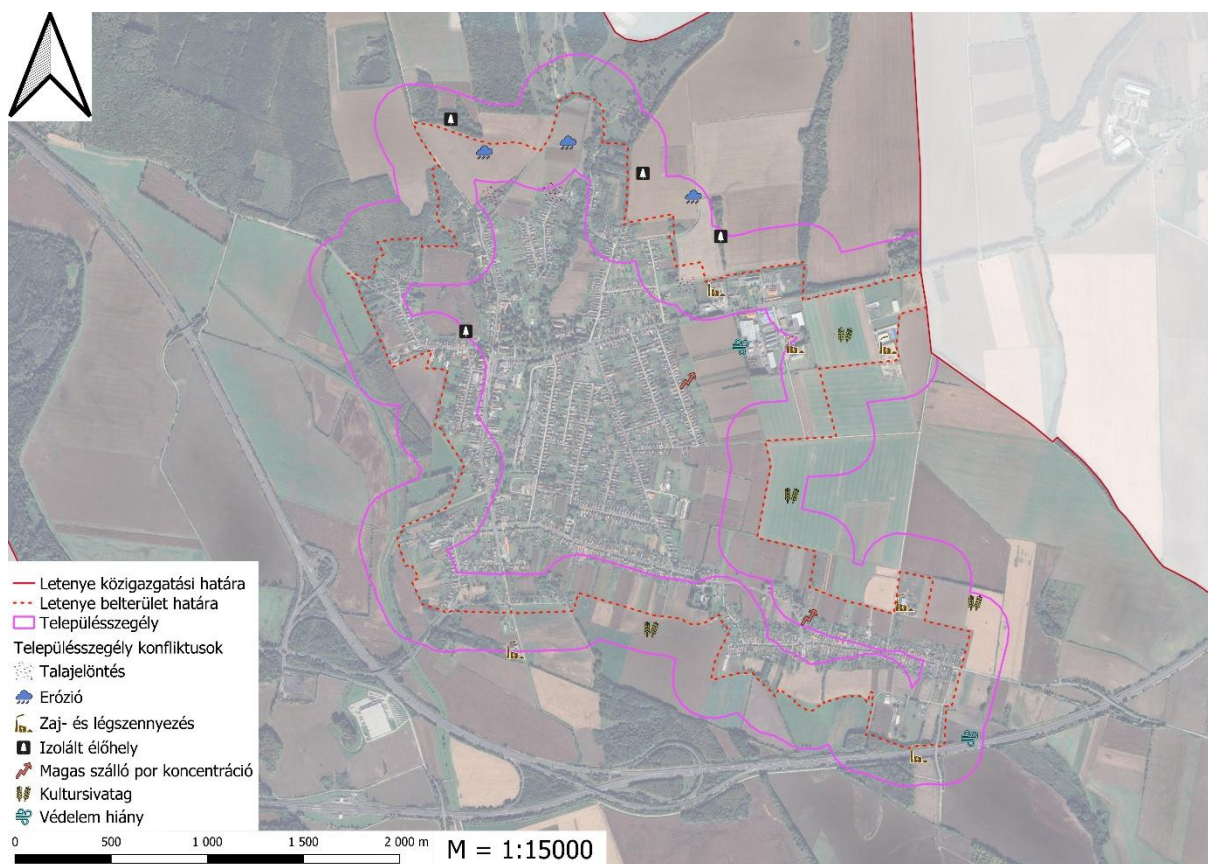 Letenye közigazgatási határa
Letenye belterület határa
Településszegély
Településszegély konfliktusok
Talajelöntés
Erózió
Zaj- és légszennyezés
Izolált élőhely
Magas szálló por koncentráció
Kultursivatag
Védelem hiány
0 500 1 000 1 500 2 000 m
M = 1:15000